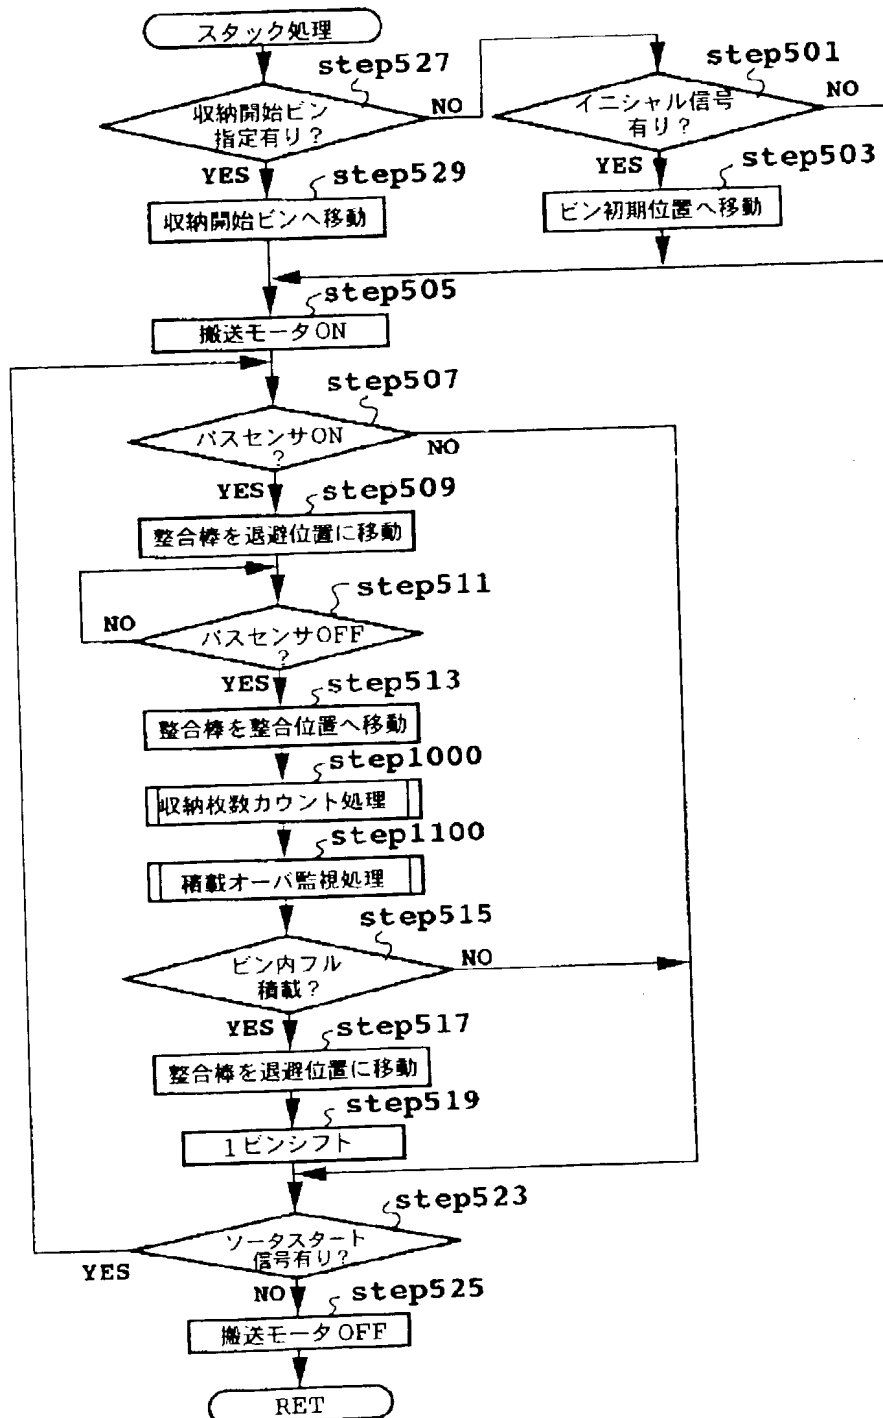 スタック処理
step527
収納開始ビン
指定有り?
NO
YES
step501
イニシャル信号
有り?
NO
YES
step529
収納開始ビンへ移動
step503
ビン初期位置へ移動
step505
搬送モータON
step507
パスセンサON
?
NO
YES
step509
整合棒を退避位置に移動
step511
パスセンサOFF
?
NO
YES
step513
整合棒を整合位置へ移動
step1000
収納枚数カウント処理
step1100
積載オーバ監視処理
step515
ビン内フル
積載?
NO
YES
step517
整合棒を退避位置に移動
step519
1ビンシフト
step523
ソータスタート
信号有り?
YES
NO
step525
搬送モータOFF
RET